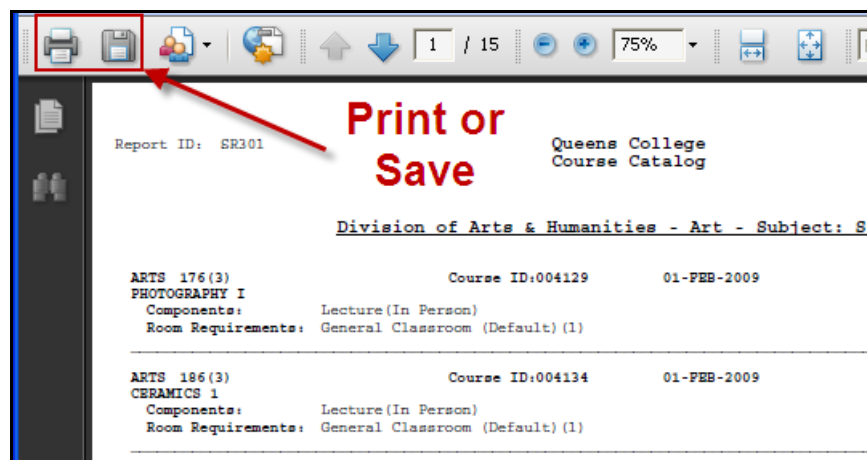 1 / 15 75%
Print or
Save
Report ID: SR301
Queens College
Course Catalog
Division of Arts & Humanities - Art - Subject: S
ARTS 176(3) Course ID:004129 01-FEB-2009
PHOTOGRAPHY I
Components: Lecture(In Person)
Room Requirements: General Classroom (Default)(1)
ARTS 186(3) Course ID:004134 01-FEB-2009
CERAMICS 1
Components: Lecture(In Person)
Room Requirements: General Classroom (Default)(1)